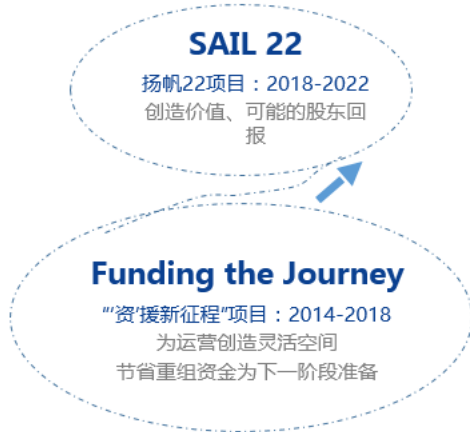 SAIL 22
扬帆22项目：2018-2022
创造价值、可能的股东回
报
Funding the Journey
“‘资’援新征程”项目：2014-2018
为运营创造灵活空间
节省重组资金为下一阶段准备